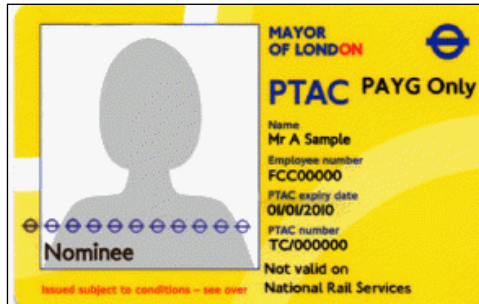 MAYOR
OF LONDON
PTAC PAYG Only
Name
Mr A Sample
Employee number
FCC00000
PTAC expiry date
01/01/2010
PTAC number
TC/000000
Not valid on
National Rail Services
Nominee
Issued subject to conditions – see over